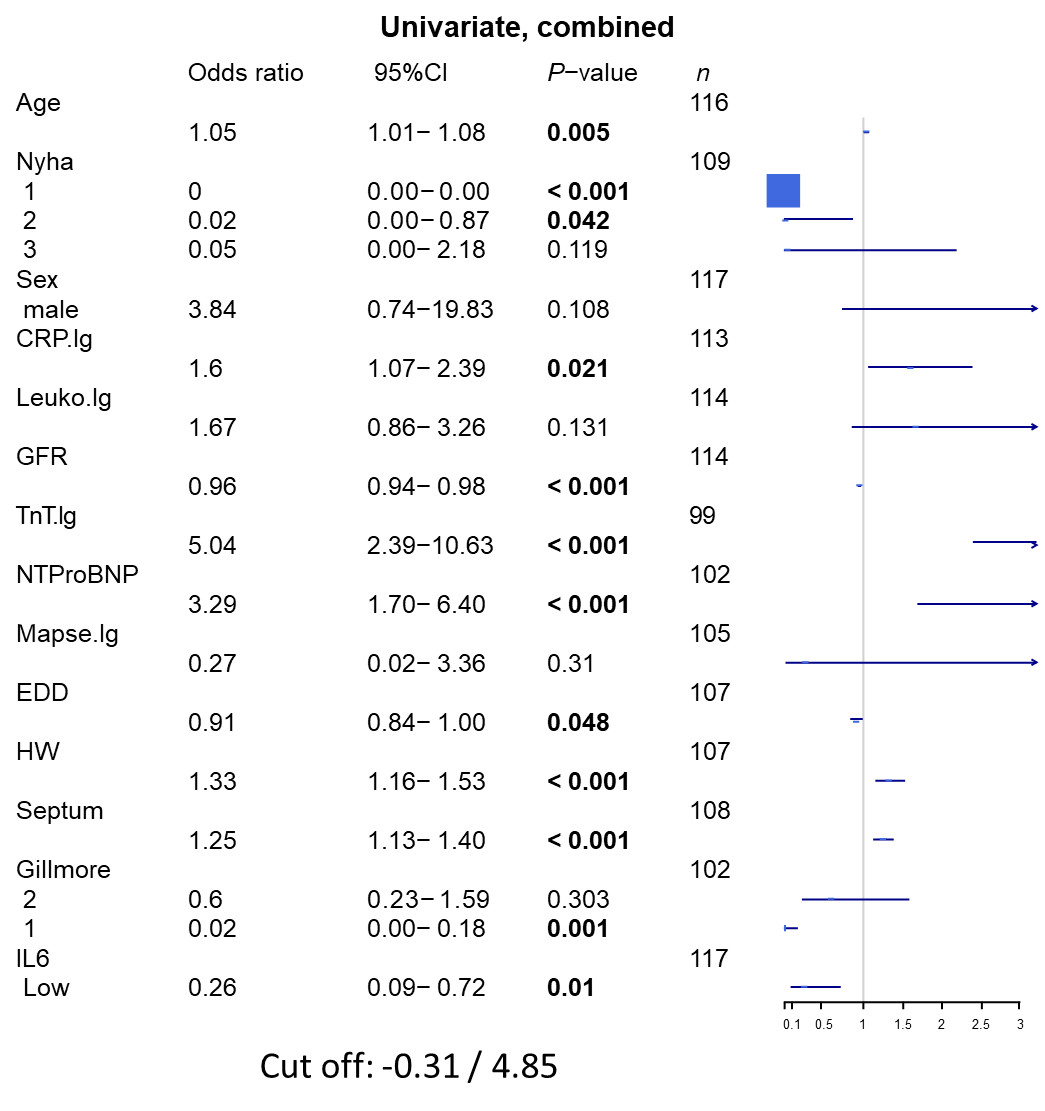 Univariate, combined
Odds ratio 95%CI P−value n
Age 116
1.05 1.01− 1.08 0.005
Nyha 109
1 0 0.00− 0.00 < 0.001
2 0.02 0.00− 0.87 0.042
3 0.05 0.00− 2.18 0.119
Sex 117
male 3.84 0.74−19.83 0.108
CRP.lg 113
1.6 1.07− 2.39 0.021
Leuko.lg 114
1.67 0.86− 3.26 0.131
GFR 114
0.96 0.94− 0.98 < 0.001
TnT.lg 99
5.04 2.39−10.63 < 0.001
NTProBNP 102
3.29 1.70− 6.40 < 0.001
Mapse.lg 105
0.27 0.02− 3.36 0.31
EDD 107
0.91 0.84− 1.00 0.048
HW 107
1.33 1.16− 1.53 < 0.001
Septum 108
1.25 1.13− 1.40 < 0.001
Gillmore 102
2 0.6 0.23− 1.59 0.303
1 0.02 0.00− 0.18 0.001
IL6 117
Low 0.26 0.09− 0.72 0.01
0.1 0.5 1 1.5 2 2.5 3
Cut off: -0.31 / 4.85